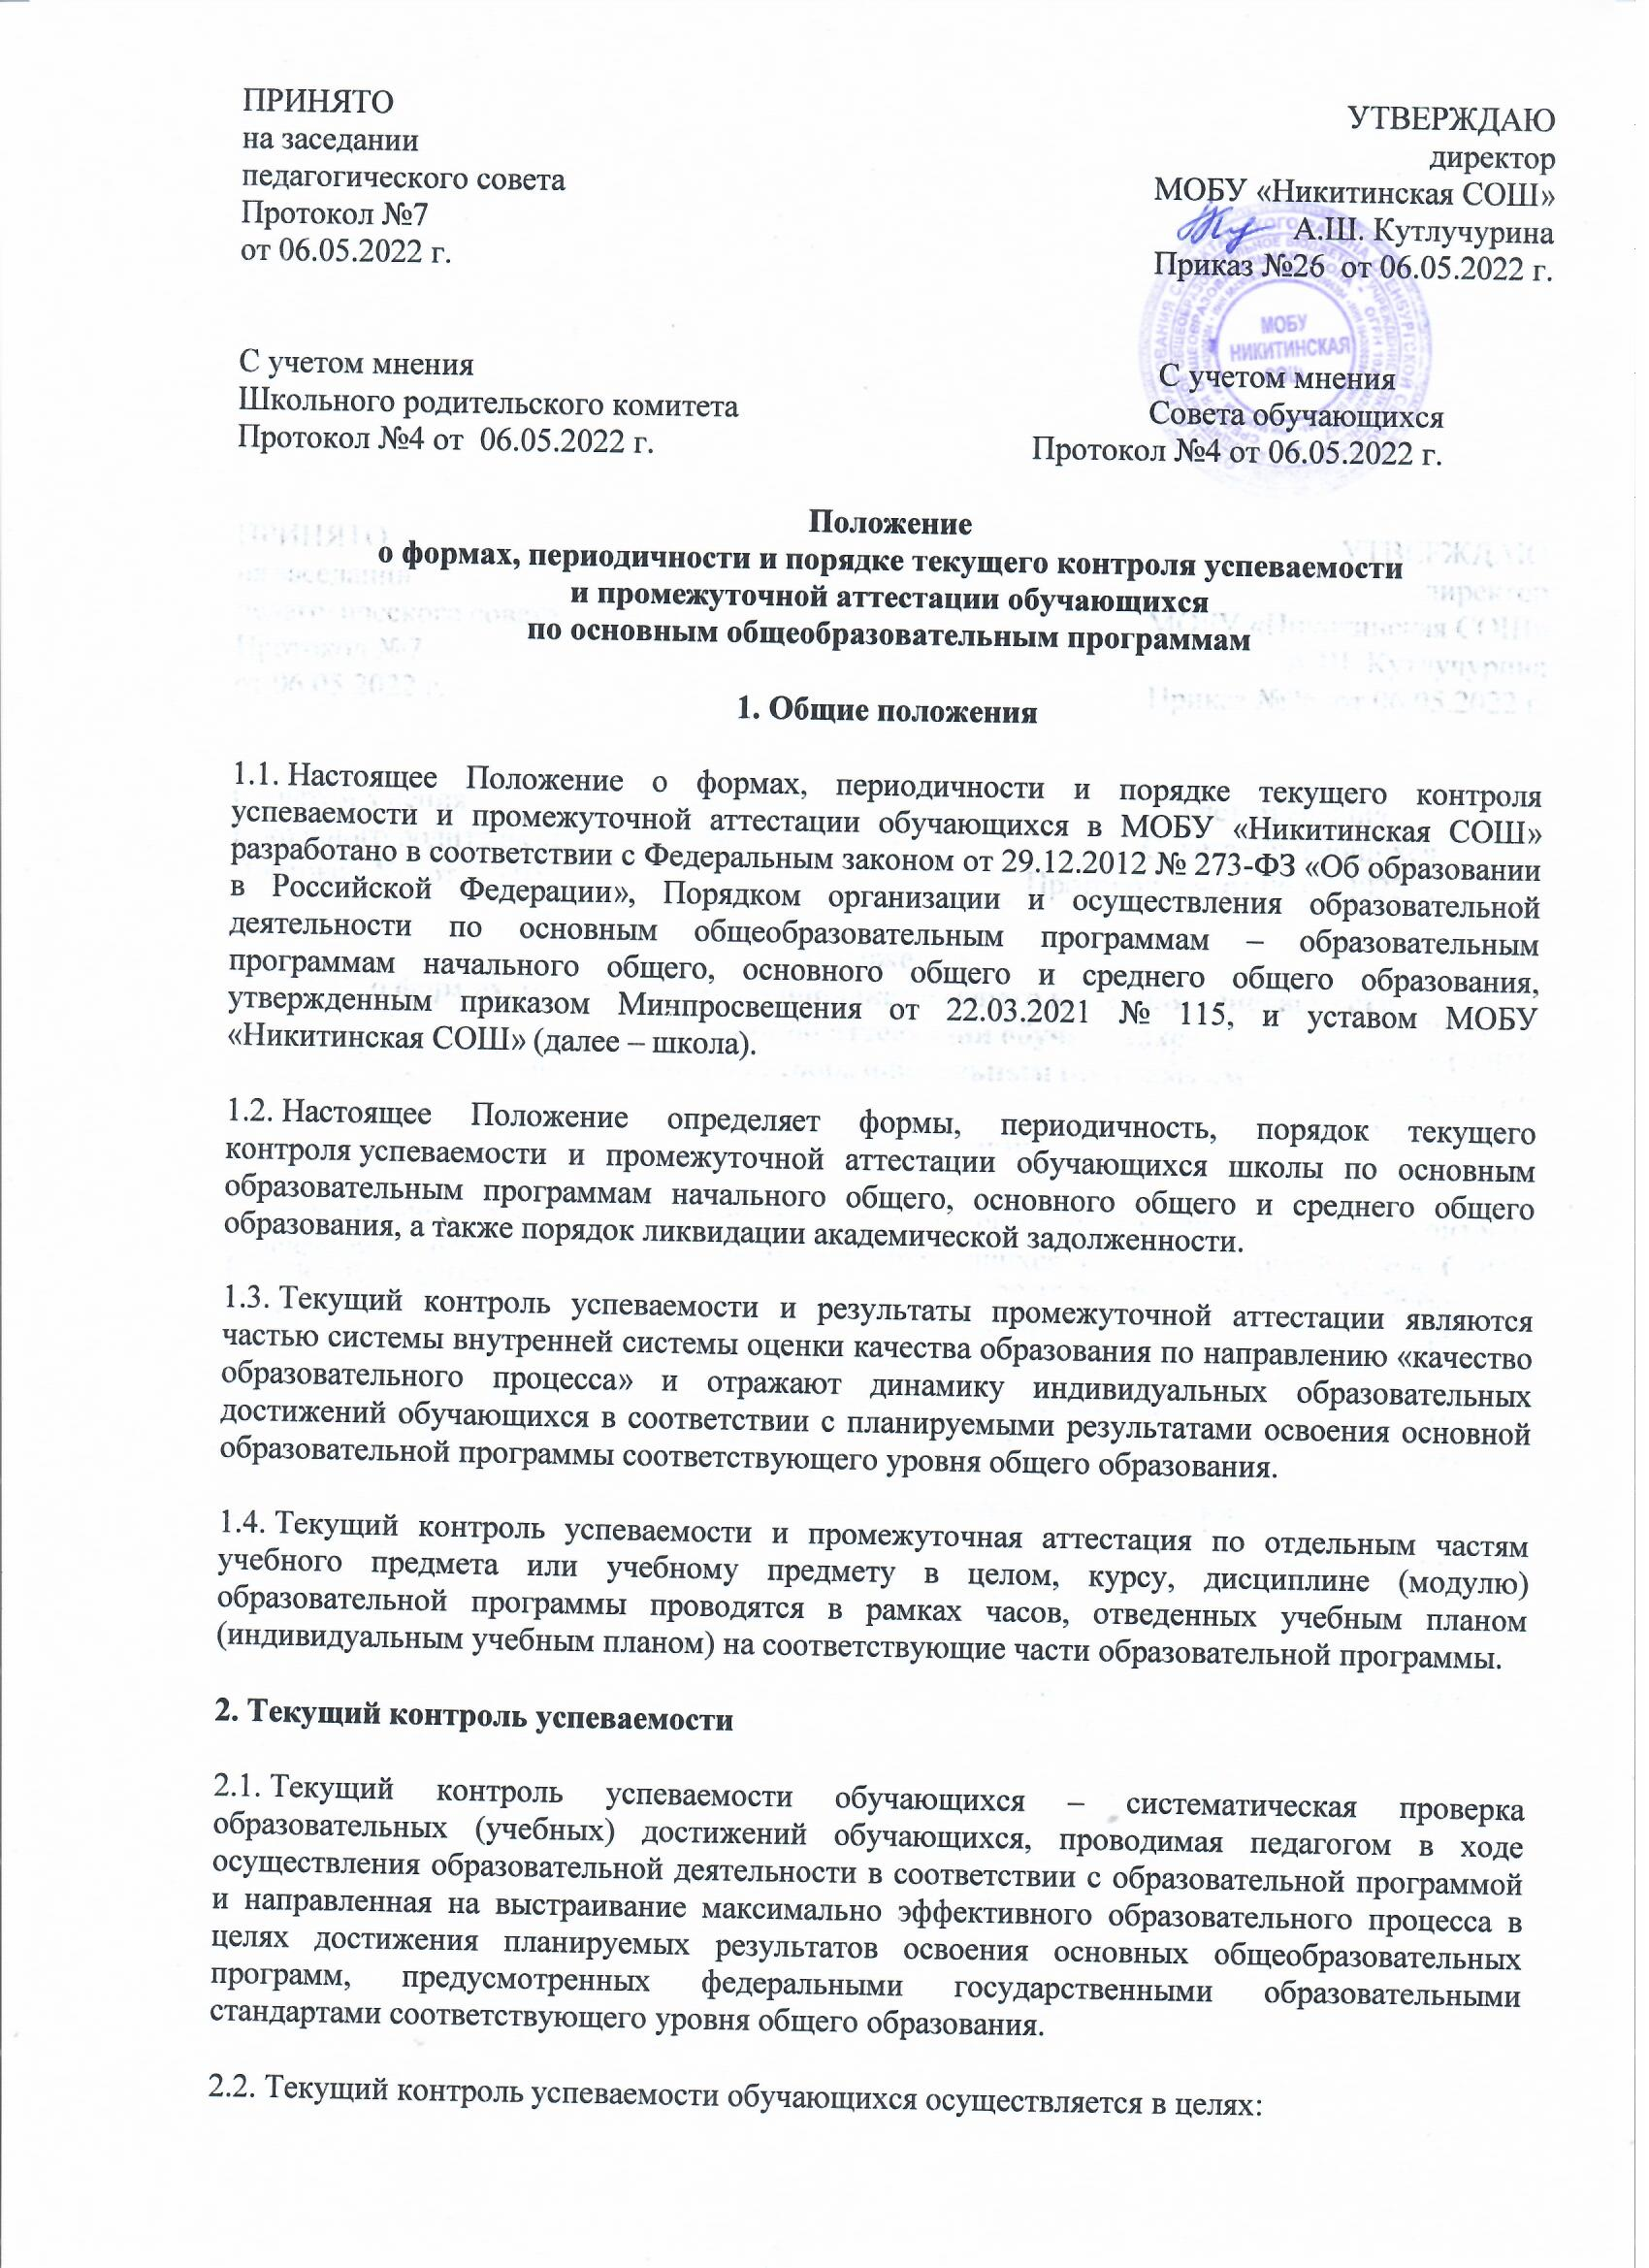 ПРИНЯТО
на заседании
педагогического совета
Протокол №7
от 06.05.2022 г.
УТВЕРЖДАЮ
директор
МОБУ «Никитинская СОШ»
А.Ш. Кутлучурина
Приказ №26 от 06.05.2022 г.
МОБУ
НИКИТИНСКАЯ
СОШ
С учетом мнения
Школьного родительского комитета
Протокол №4 от 06.05.2022 г.
С учетом мнения
Совета обучающихся
Протокол №4 от 06.05.2022 г.
Положение
о формах, периодичности и порядке текущего контроля успеваемости
и промежуточной аттестации обучающихся
по основным общеобразовательным программам
1. Общие положения
1.1. Настоящее Положение о формах, периодичности и порядке текущего контроля
успеваемости и промежуточной аттестации обучающихся в МОБУ «Никитинская СОШ»
разработано в соответствии с Федеральным законом от 29.12.2012 № 273-ФЗ «Об образовании
в Российской Федерации», Порядком организации и осуществления образовательной
деятельности по основным общеобразовательным программам – образовательным
программам начального общего, основного общего и среднего общего образования,
утвержденным приказом Минпросвещения от 22.03.2021 № 115, и уставом МОБУ
«Никитинская СОШ» (далее – школа).
1.2. Настоящее Положение определяет формы, периодичность, порядок текущего
контроля успеваемости и промежуточной аттестации обучающихся школы по основным
образовательным программам начального общего, основного общего и среднего общего
образования, а также порядок ликвидации академической задолженности.
1.3. Текущий контроль успеваемости и результаты промежуточной аттестации являются
частью системы внутренней системы оценки качества образования по направлению «качество
образовательного процесса» и отражают динамику индивидуальных образовательных
достижений обучающихся в соответствии с планируемыми результатами освоения основной
образовательной программы соответствующего уровня общего образования.
1.4. Текущий контроль успеваемости и промежуточная аттестация по отдельным частям
учебного предмета или учебному предмету в целом, курсу, дисциплине (модулю)
образовательной программы проводятся в рамках часов, отведенных учебным планом
(индивидуальным учебным планом) на соответствующие части образовательной программы.
2. Текущий контроль успеваемости
2.1. Текущий контроль успеваемости обучающихся – систематическая проверка
образовательных (учебных) достижений обучающихся, проводимая педагогом в ходе
осуществления образовательной деятельности в соответствии с образовательной программой
и направленная на выстраивание максимально эффективного образовательного процесса в
целях достижения планируемых результатов освоения основных общеобразовательных
программ, предусмотренных федеральными государственными образовательными
стандартами соответствующего уровня общего образования.
2.2. Текущий контроль успеваемости обучающихся осуществляется в целях: